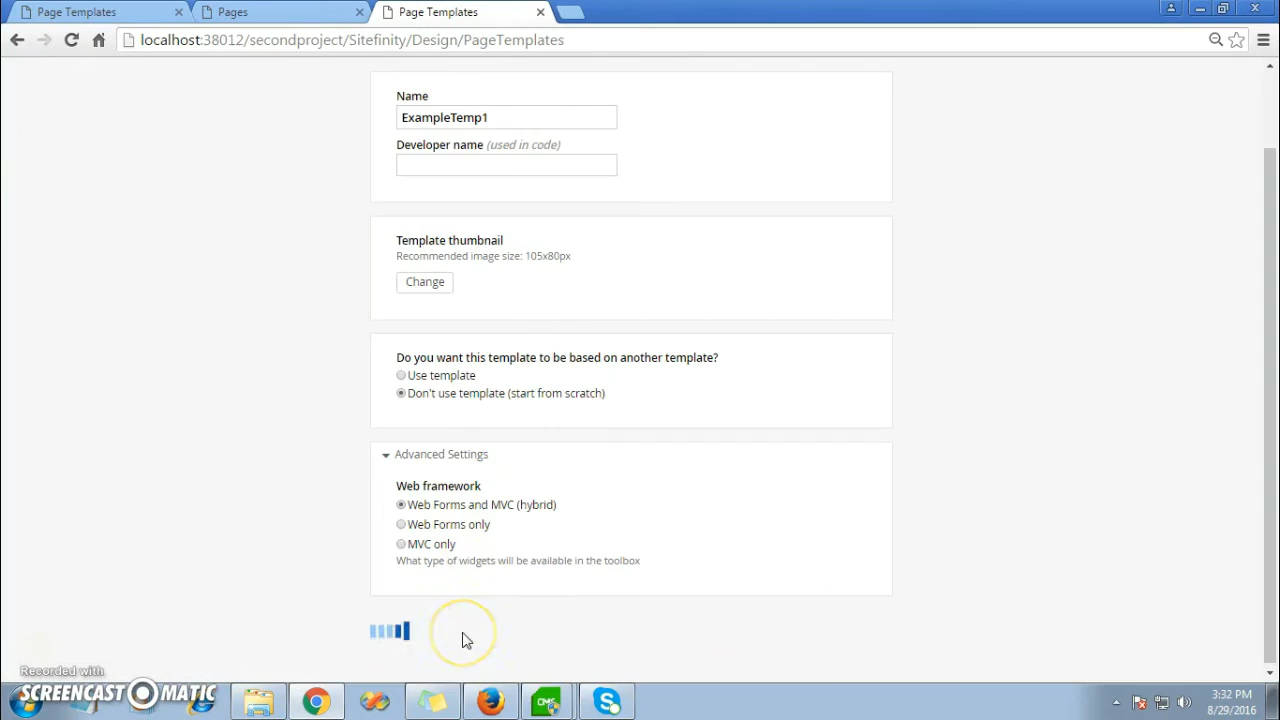 Page Templates
Pages
Page Templates
localhost:38012/secondproject/Sitefinity/Design/PageTemplates
Name
ExampleTemp1
Developer name (used in code)
Template thumbnail
Recommended image size: 105x80px
Change
Do you want this template to be based on another template?
Use template
Don't use template (start from scratch)
Advanced Settings
Web framework
Web Forms and MVC (hybrid)
Web Forms only
MVC only
What type of widgets will be available in the toolbox
Recorded with
SCREENCAST MATIC
CMS
3:32 PM
8/29/2016